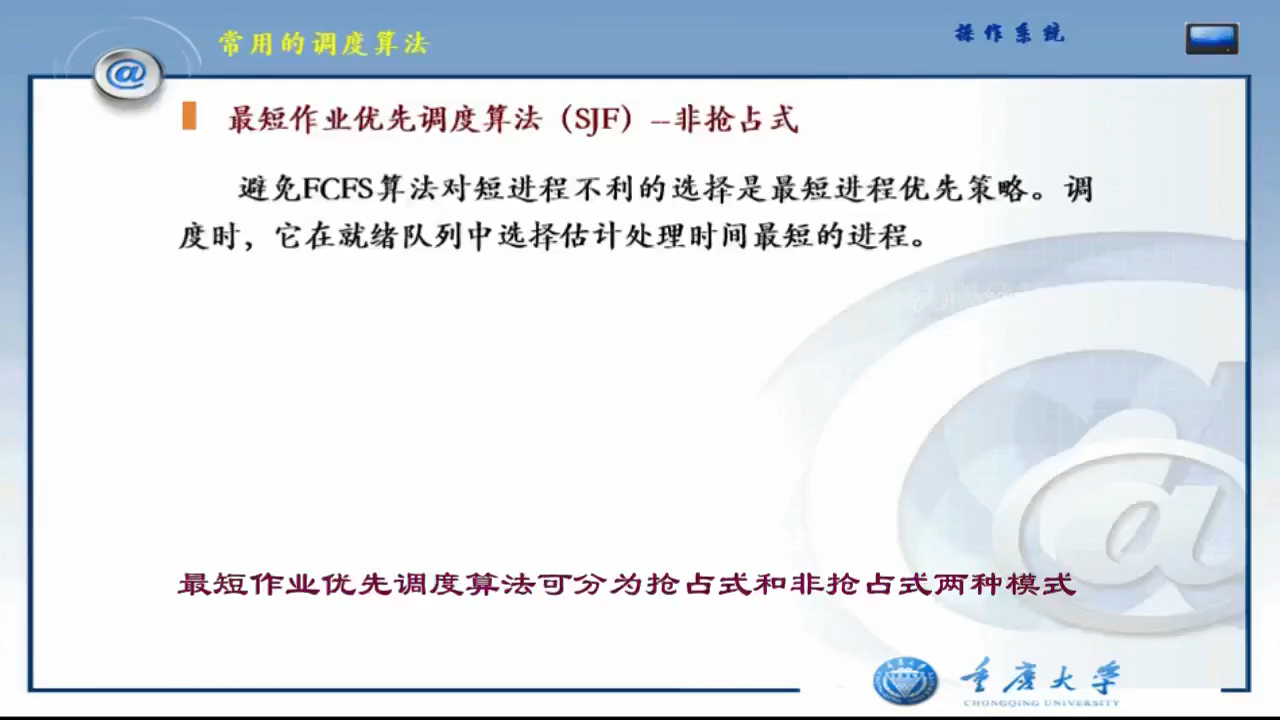 常用的调度算法
操作系统
最短作业优先调度算法（SJF）--非抢占式
避免FCFS算法对短进程不利的选择是最短进程优先策略。调
度时，它在就绪队列中选择估计处理时间最短的进程。
最短作业优先调度算法可分为抢占式和非抢占式两种模式
重庆大学
CHONGQING UNIVERSITY